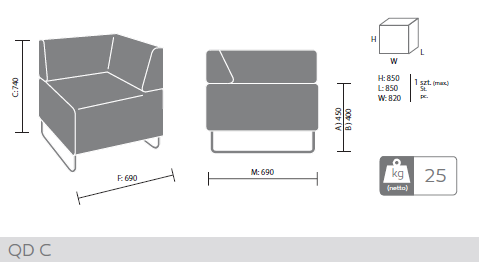 C:740
F: 690
M: 690
A) 450
B) 400
H
L
W
H: 850
L: 850
W: 820
1 szt. (max.)
St.
pc.
kg
(netto)
25
QD C